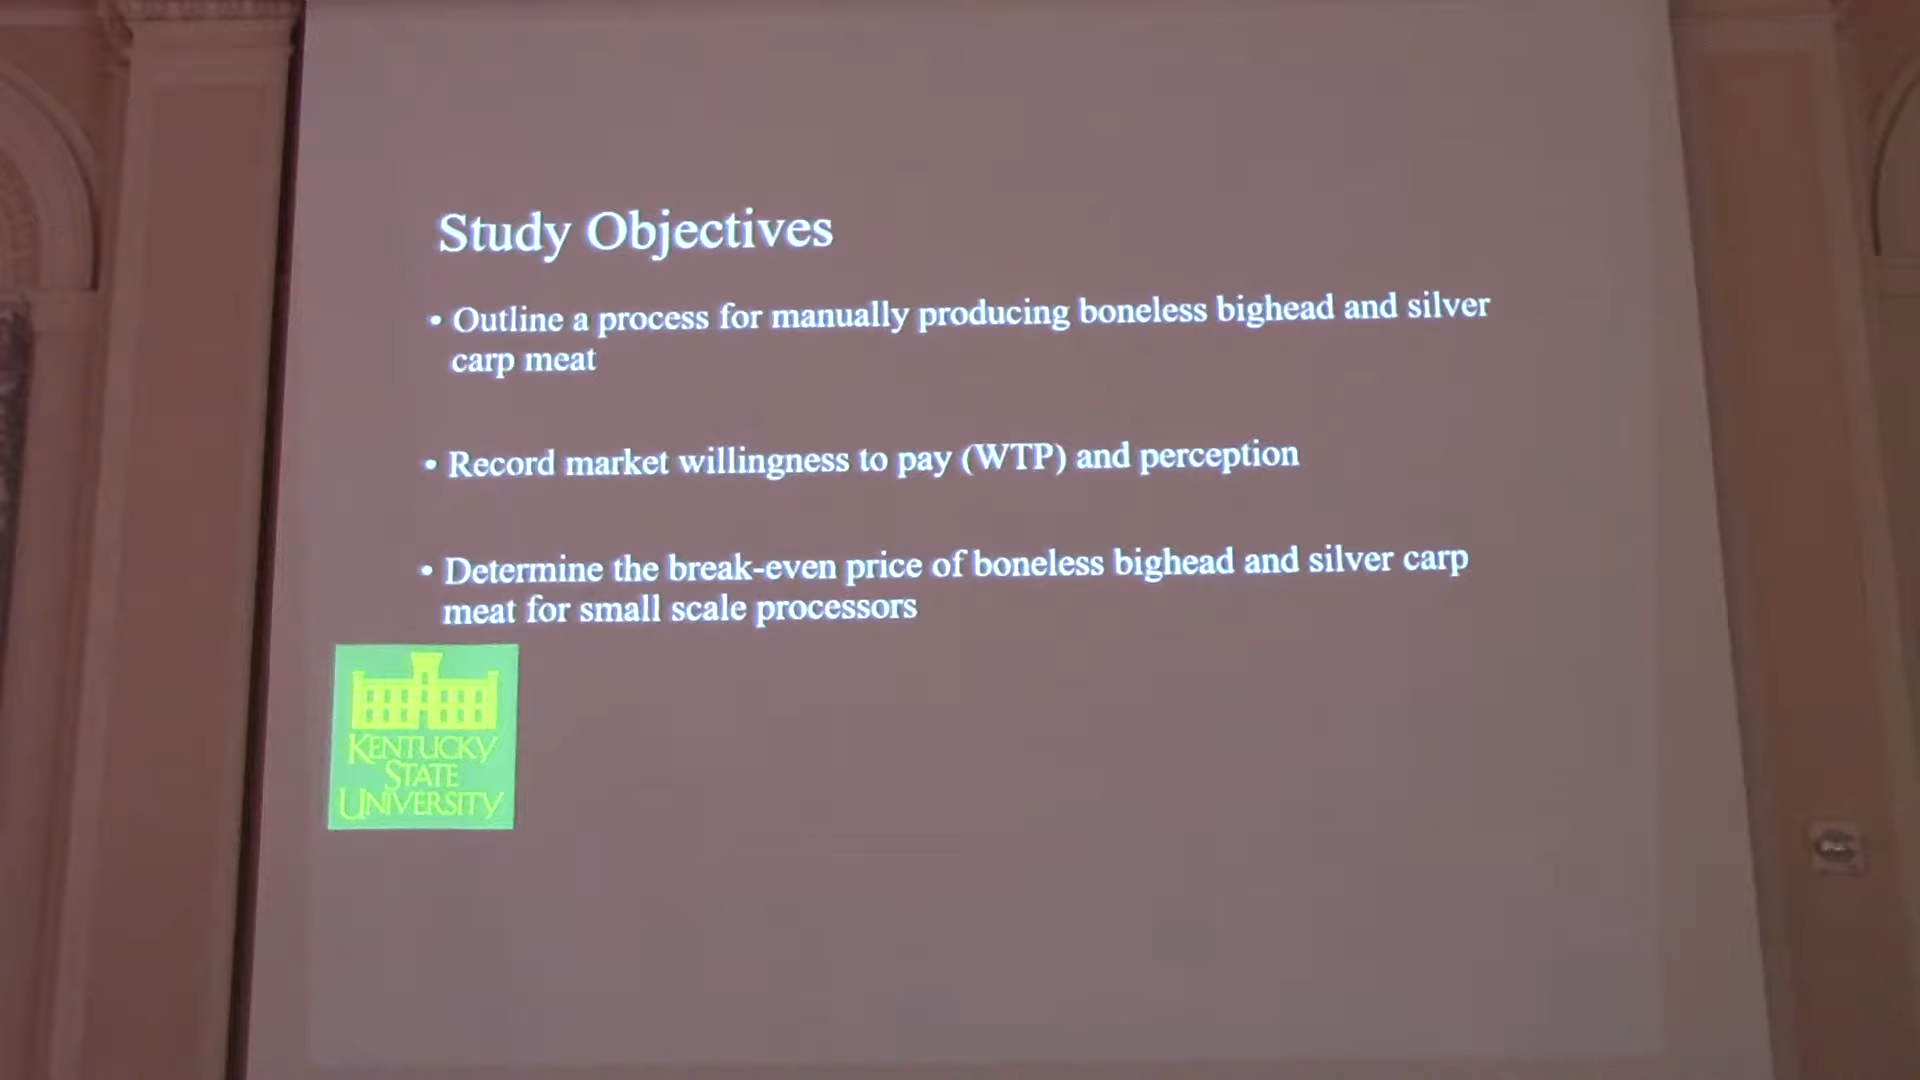 Study Objectives
• Outline a process for manually producing boneless bighead and silver
carp meat
• Record market willingness to pay (WTP) and perception
• Determine the break-even price of boneless bighead and silver carp
meat for small scale processors
KENTUCKY
STATE
UNIVERSITY